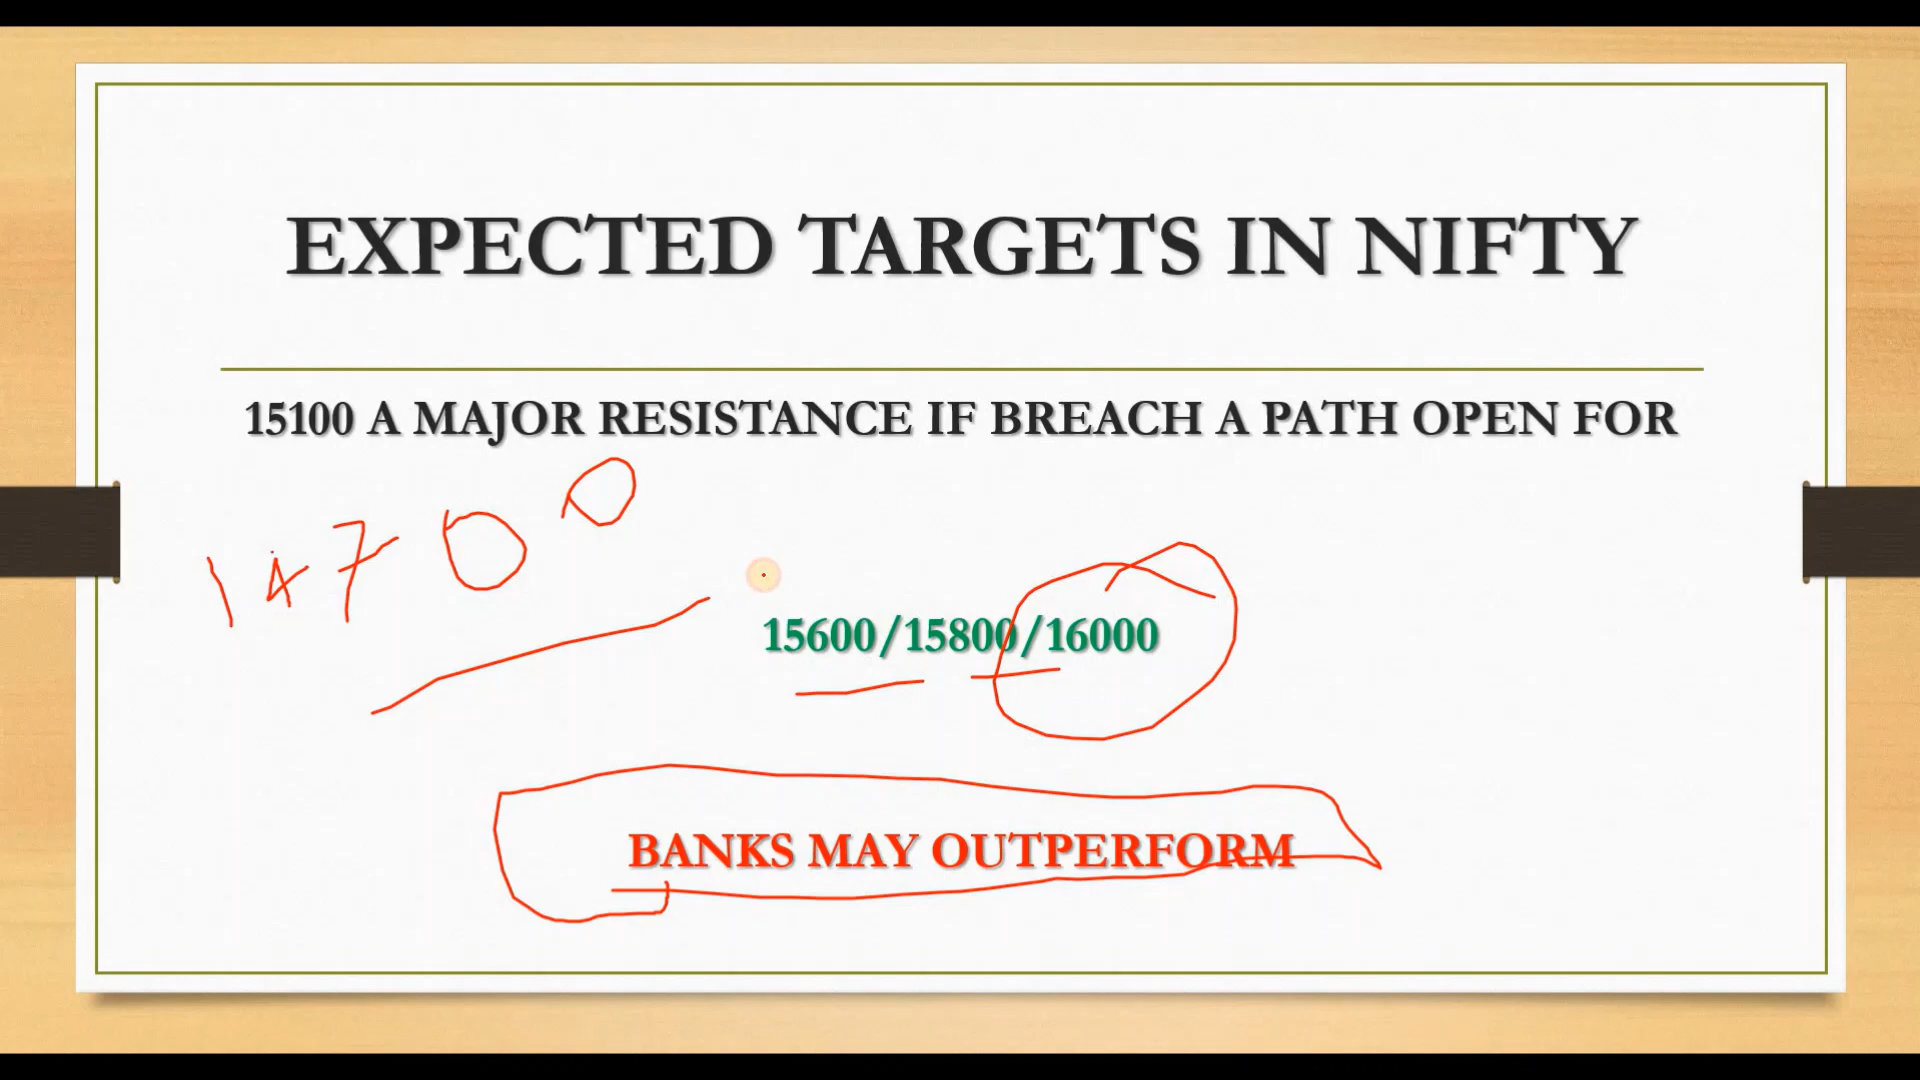 EXPECTED TARGETS IN NIFTY
15100 A MAJOR RESISTANCE IF BREACH A PATH OPEN FOR
14700
15600/15800/16000
BANKS MAY OUTPERFORM